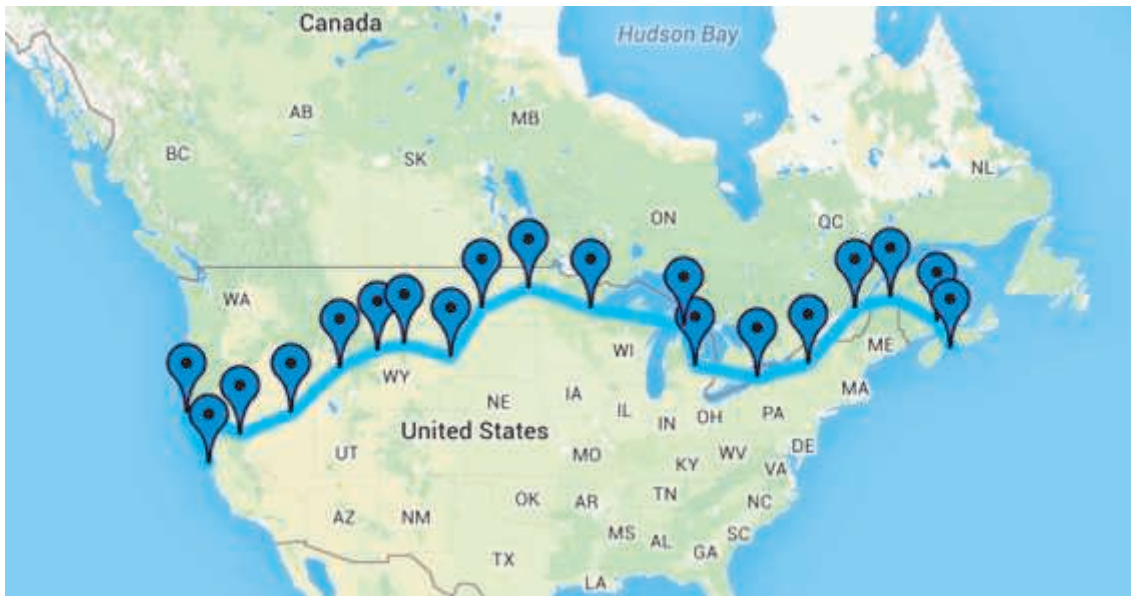 Canada
Hudson Bay
AB
MB
BC
SK
NL
ON
QC
WA
WI
ME
WY
MA
NE
IA
IL
IN
OH
PA
United States
UT
MO
KY
WV
DE
VA
AZ
NM
OK
AR
TN
NC
MS
AL
SC
GA
TX
LA